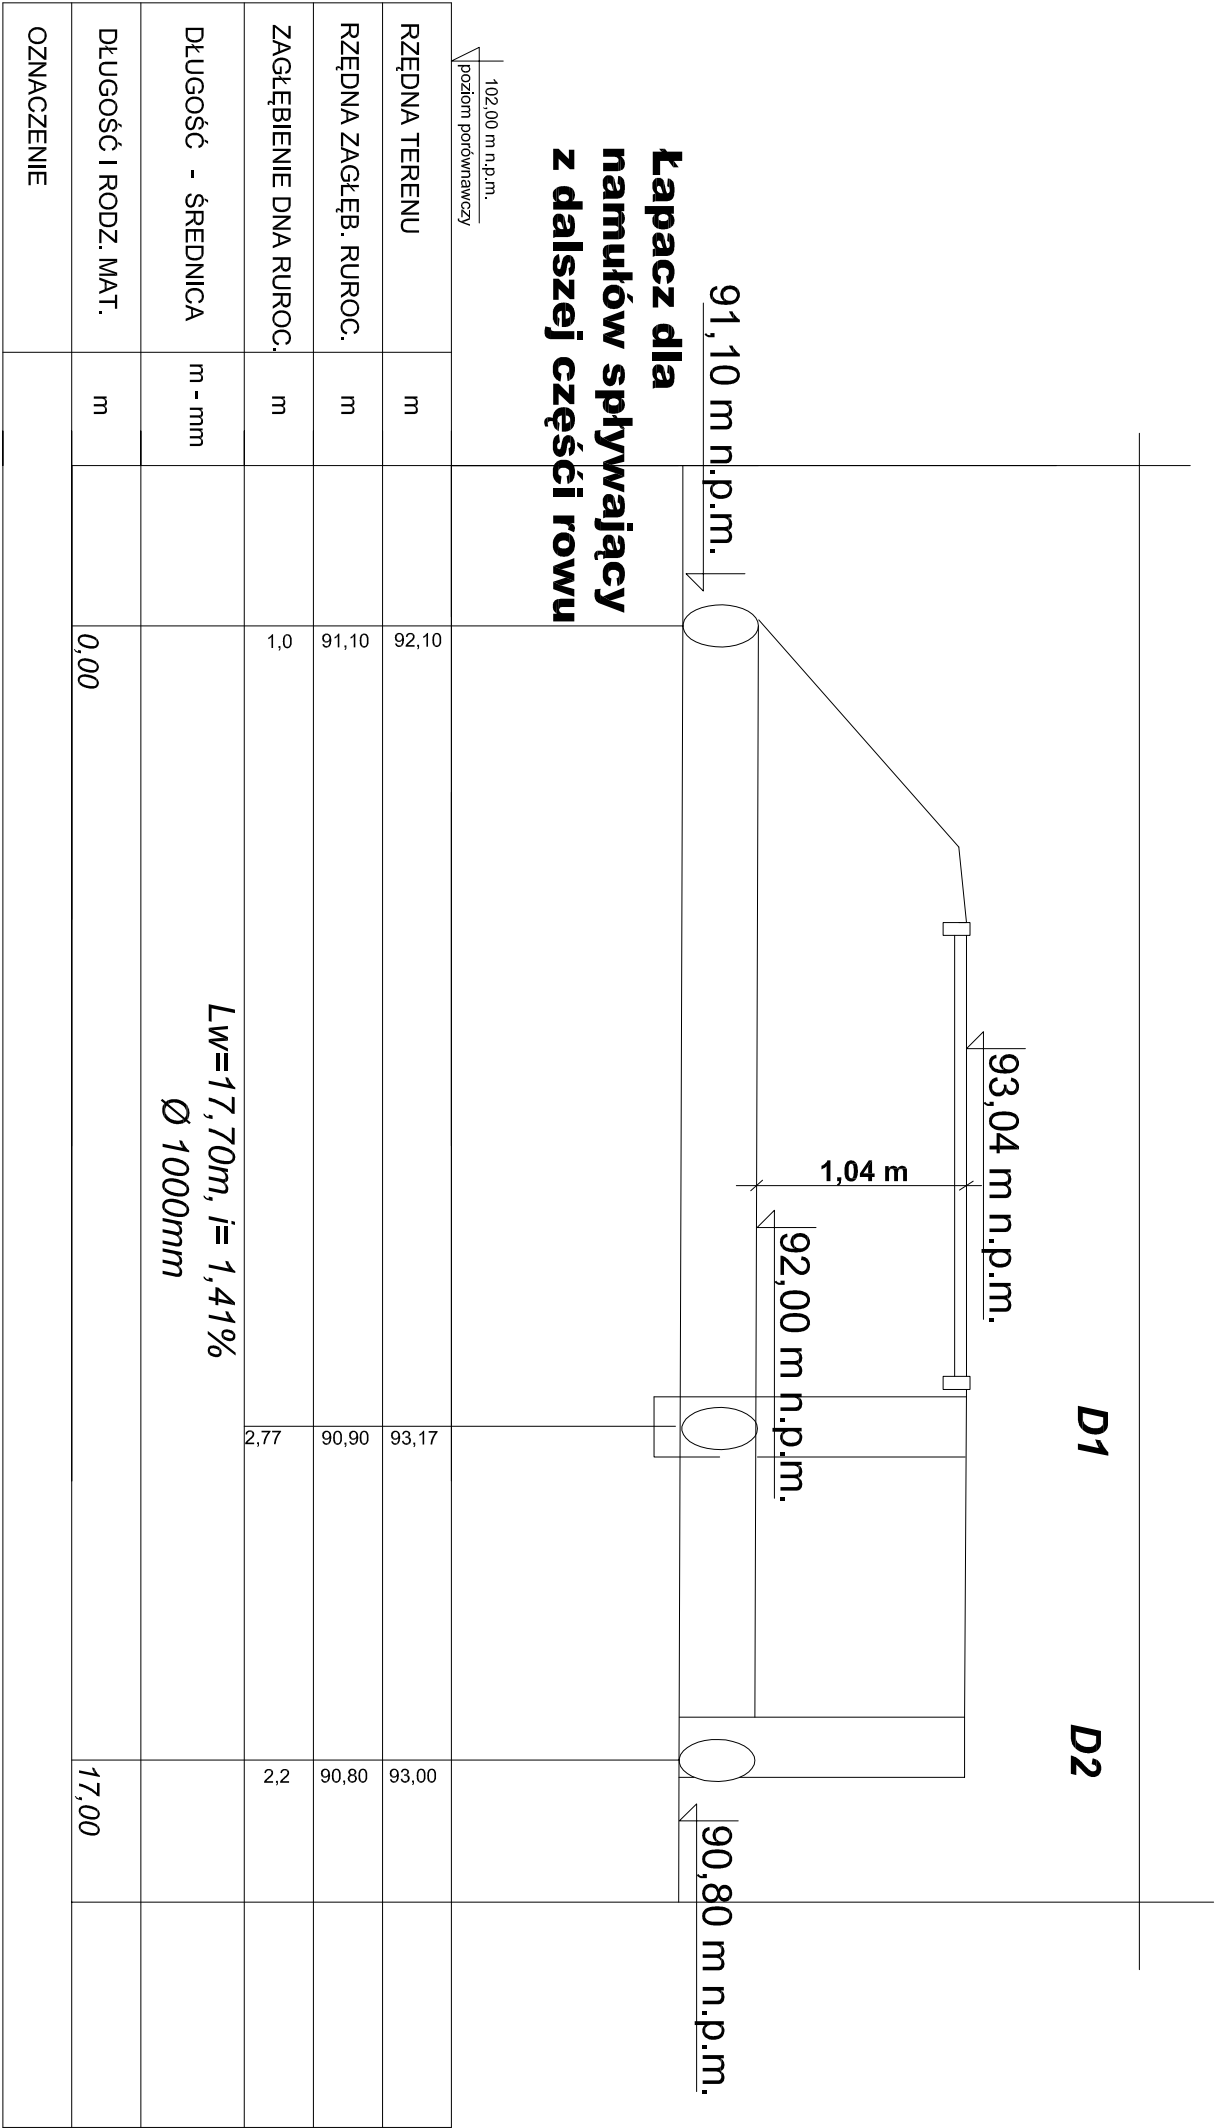 D1
D2
93,04 m n.p.m.
1,04 m
92,00 m n.p.m.
91,10 m n.p.m.
90,80 m n.p.m.
Łapacz dla
namułów spływający
z dalszej częśći rowu
102,00 m n.p.m.
poziom porównawczy
RZĘDNA TERENU m 92,10 93,17 93,00
RZĘDNA ZAGŁĘB. RUROC. m 91,10 90,90 90,80
ZAGŁĘBIENIE DNA RUROC. m 1,0 2,77 2,2
DŁUGOŚĆ - ŚREDNICA m - mm
Lw=17,70m, i= 1,41%
Ø 1000mm
DŁUGOŚĆ I RODZ. MAT. m 0,00 17,00
OZNACZENIE